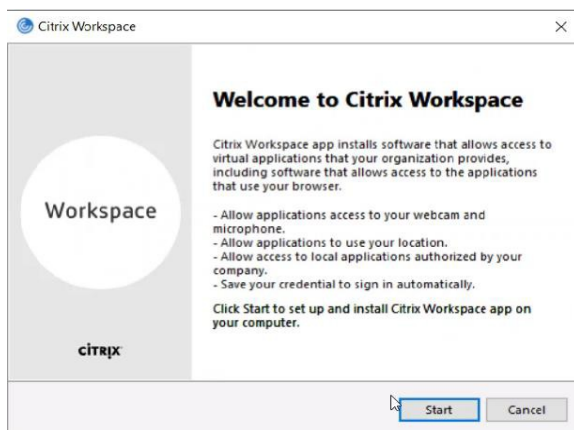 Citrix Workspace
Welcome to Citrix Workspace
Citrix Workspace app installs software that allows access to
virtual applications that your organization provides,
including software that allows access to the applications
that use your browser.
- Allow applications access to your webcam and
microphone.
- Allow applications to use your location.
- Allow access to local applications authorized by your
company.
- Save your credential to sign in automatically.
Click Start to set up and install Citrix Workspace app on
your computer.
Workspace
CITRIX
Start Cancel